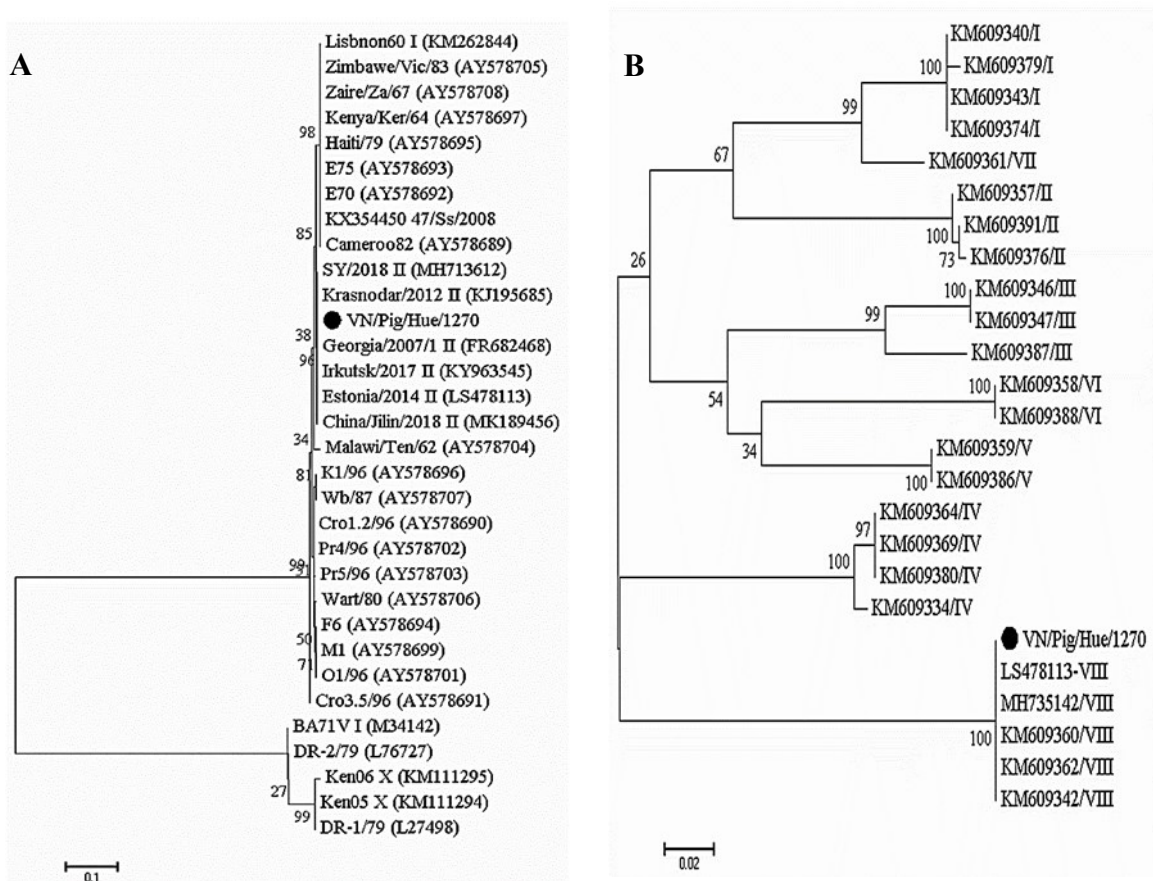 A
Lisbnon60 I (KM262844)
Zimbawe/Vic/83 (AY578705)
Zaire/Za/67 (AY578708)
Kenya/Ker/64 (AY578697)
98
Haiti/79 (AY578695)
E75 (AY578693)
E70 (AY578692)
KX354450 47/Ss/2008
85
Cameroo82 (AY578689)
SY/2018 II (MH713612)
Krasnodar/2012 II (KJ195685)
VN/Pig/Hue/1270
38
Georgia/2007/1 II (FR682468)
96
Irkutsk/2017 II (KY963545)
Estonia/2014 II (LS478113)
China/Jilin/2018 II (MK189456)
34
Malawi/Ten/62 (AY578704)
81
K1/96 (AY578696)
Wb/87 (AY578707)
Cro1.2/96 (AY578690)
Pr4/96 (AY578702)
Pr5/96 (AY578703)
Wart/80 (AY578706)
F6 (AY578694)
50
M1 (AY578699)
71
O1/96 (AY578701)
Cro3.5/96 (AY578691)
BA71V I (M34142)
DR-2/79 (L76727)
Ken06 X (KM111295)
27
Ken05 X (KM111294)
99
DR-1/79 (L27498)
0.1
B
KM609340/I
100
KM609379/I
KM609343/I
99
KM609374/I
67
KM609361/VII
KM609357/II
100
KM609391/II
73
KM609376/II
26
100
KM609346/III
99
KM609347/III
KM609387/III
100
KM609358/VI
54
KM609388/VI
34
KM609359/V
100
KM609386/V
KM609364/IV
97
KM609369/IV
100
KM609380/IV
KM609334/IV
VN/Pig/Hue/1270
LS478113-VIII
MH735142/VIII
100
KM609360/VIII
KM609362/VIII
KM609342/VIII
0.02